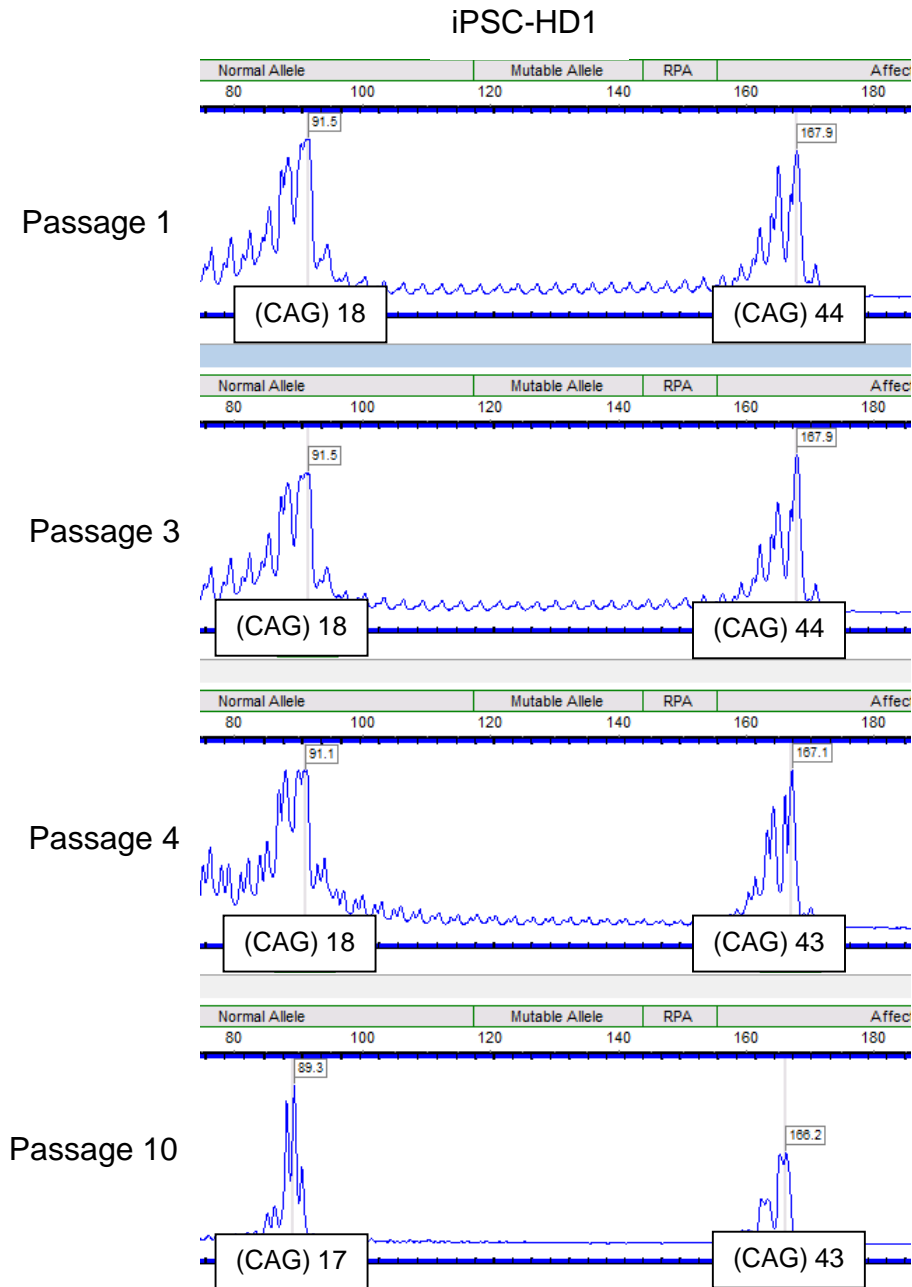 iPSC-HD1
Normal Allele Mutable Allele RPA Affect
80 100 120 140 160 180
91.5 167.9
Passage 1
(CAG) 18 (CAG) 44
Normal Allele Mutable Allele RPA Affect
80 100 120 140 160 180
91.5 167.9
Passage 3
(CAG) 18 (CAG) 44
Normal Allele Mutable Allele RPA Affect
80 100 120 140 160 180
91.1 167.1
Passage 4
(CAG) 18 (CAG) 43
Normal Allele Mutable Allele RPA Affect
80 100 120 140 160 180
89.3
166.2
Passage 10
(CAG) 17 (CAG) 43